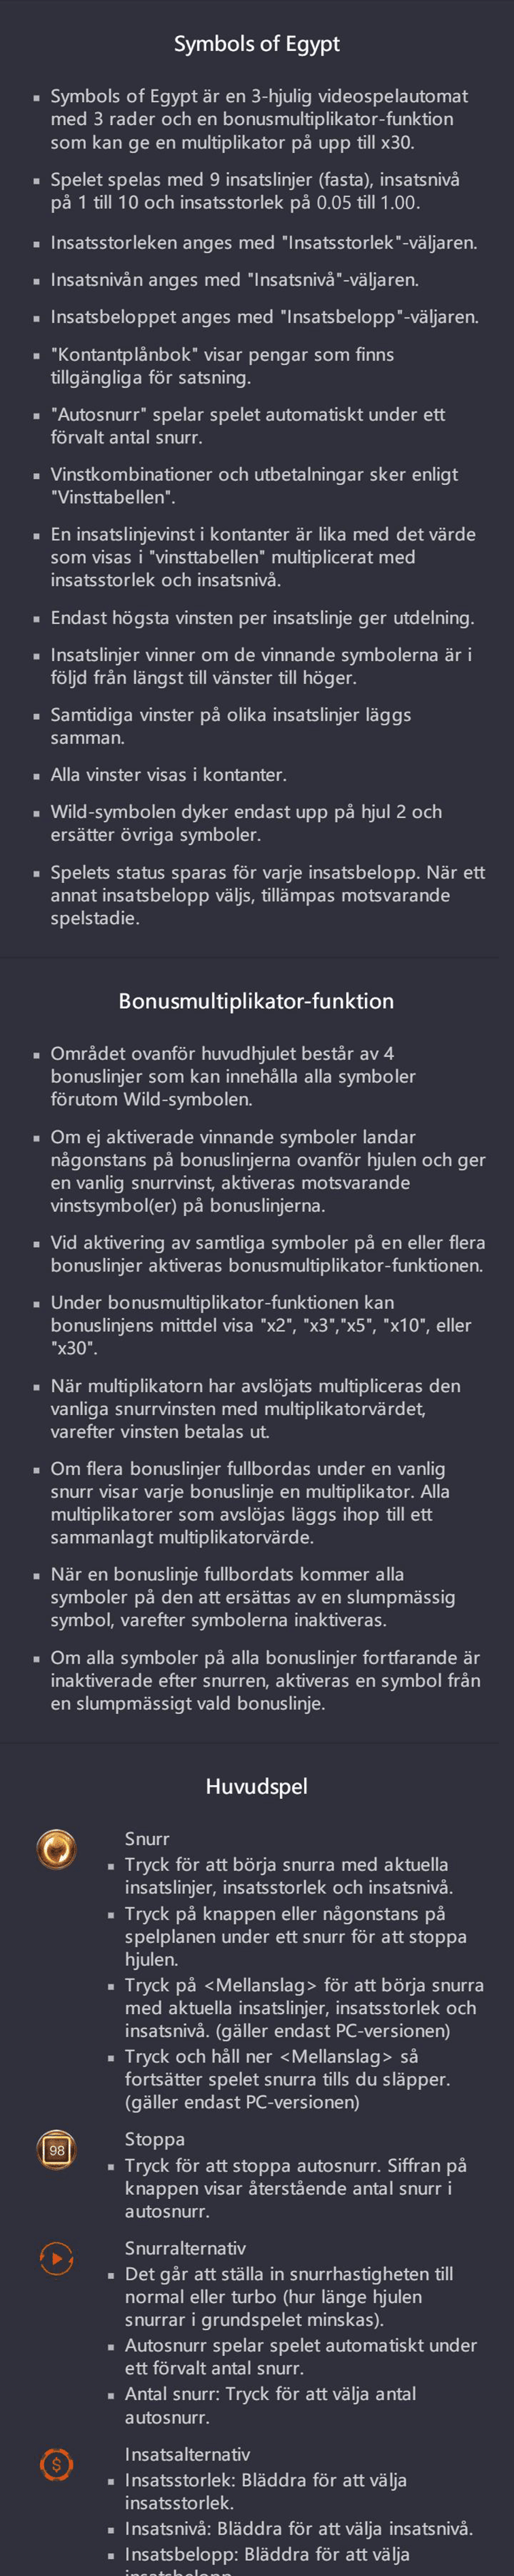 Symbols of Egypt
▪ Symbols of Egypt är en 3-hjulig videospelautomat
med 3 rader och en bonusmultiplikator-funktion
som kan ge en multiplikator på upp till x30.
▪ Spelet spelas med 9 insatslinjer (fasta), insatsnivå
på 1 till 10 och insatsstorlek på 0.05 till 1.00.
▪ Insatsstorleken anges med "Insatsstorlek"-väljaren.
▪ Insatsnivån anges med "Insatsnivå"-väljaren.
▪ Insatsbeloppet anges med "Insatsbelopp"-väljaren.
▪ "Kontantplånbok" visar pengar som finns
tillgängliga för satsning.
▪ "Autosnurr" spelar spelet automatiskt under ett
förvalt antal snurr.
▪ Vinstkombinationer och utbetalningar sker enligt
"Vinsttabellen".
▪ En insatslinjevinst i kontanter är lika med det värde
som visas i "vinsttabellen" multiplicerat med
insatsstorlek och insatsnivå.
▪ Endast högsta vinsten per insatslinje ger utdelning.
▪ Insatslinjer vinner om de vinnande symbolerna är i
följd från längst till vänster till höger.
▪ Samtidiga vinster på olika insatslinjer läggs
samman.
▪ Alla vinster visas i kontanter.
▪ Wild-symbolen dyker endast upp på hjul 2 och
ersätter övriga symboler.
▪ Spelets status sparas för varje insatsbelopp. När ett
annat insatsbelopp väljs, tillämpas motsvarande
spelstadie.
Bonusmultiplikator-funktion
▪ Området ovanför huvudhjulet består av 4
bonuslinjer som kan innehålla alla symboler
förutom Wild-symbolen.
▪ Om ej aktiverade vinnande symboler landar
någonstans på bonuslinjerna ovanför hjulen och ger
en vanlig snurrvinst, aktiveras motsvarande
vinstsymbol(er) på bonuslinjerna.
▪ Vid aktivering av samtliga symboler på en eller flera
bonuslinjer aktiveras bonusmultiplikator-funktionen.
▪ Under bonusmultiplikator-funktionen kan
bonuslinjens mittdel visa "x2", "x3","x5", "x10", eller
"x30".
▪ När multiplikatorn har avslöjats multipliceras den
vanliga snurrvinsten med multiplikatorvärdet,
varefter vinsten betalas ut.
▪ Om flera bonuslinjer fullbordas under en vanlig
snurr visar varje bonuslinje en multiplikator. Alla
multiplikatorer som avslöjas läggs ihop till ett
sammanlagt multiplikatorvärde.
▪ När en bonuslinje fullbordats kommer alla
symboler på den att ersättas av en slumpmässig
symbol, varefter symbolerna inaktiveras.
▪ Om alla symboler på alla bonuslinjer fortfarande är
inaktiverade efter snurren, aktiveras en symbol från
en slumpmässigt vald bonuslinje.
Huvudspel
Snurr
▪ Tryck för att börja snurra med aktuella
insatslinjer, insatsstorlek och insatsnivå.
▪ Tryck på knappen eller någonstans på
spelplanen under ett snurr för att stoppa
hjulen.
▪ Tryck på <Mellanslag> för att börja snurra
med aktuella insatslinjer, insatsstorlek och
insatsnivå. (gäller endast PC-versionen)
▪ Tryck och håll ner <Mellanslag> så
fortsätter spelet snurra tills du släpper.
(gäller endast PC-versionen)
98
Stoppa
▪ Tryck för att stoppa autosnurr. Siffran på
knappen visar återstående antal snurr i
autosnurr.
Snurralternativ
▪ Det går att ställa in snurrhastigheten till
normal eller turbo (hur länge hjulen
snurrar i grundspelet minskas).
▪ Autosnurr spelar spelet automatiskt under
ett förvalt antal snurr.
▪ Antal snurr: Tryck för att välja antal
autosnurr.
$
Insatsalternativ
▪ Insatsstorlek: Bläddra för att välja
insatsstorlek.
▪ Insatsnivå: Bläddra för att välja insatsnivå.
▪ Insatsbelopp: Bläddra för att välja